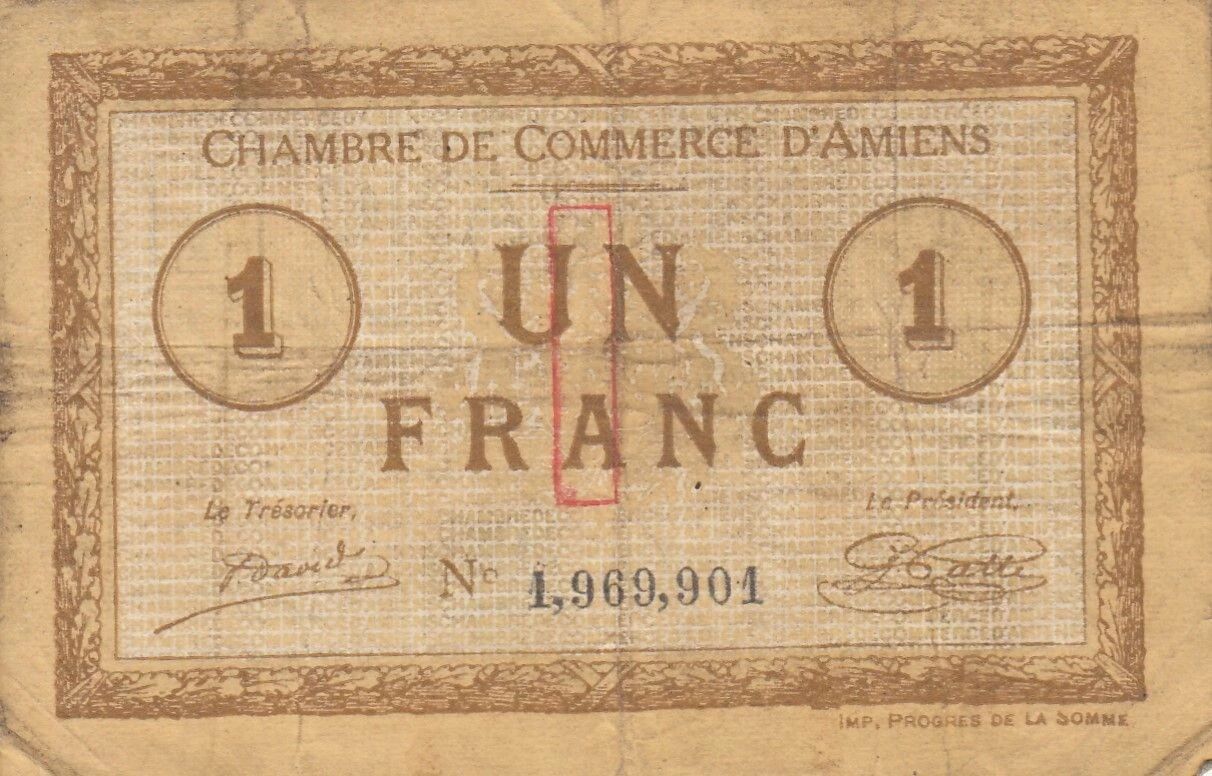 CHAMBRE DE COMMERCE D'AMIENS
1 UN 1
FRANC
Le Trésorier, Le Président,
N° 1,969,901
IMP. PROGRES DE LA SOMME